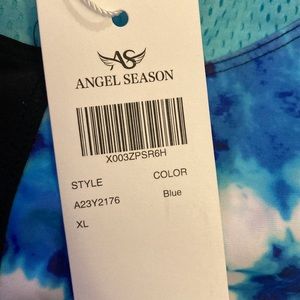 AS
ANGEL SEASON
X003ZPSR6H
STYLE COLOR
A23Y2176 Blue
XL